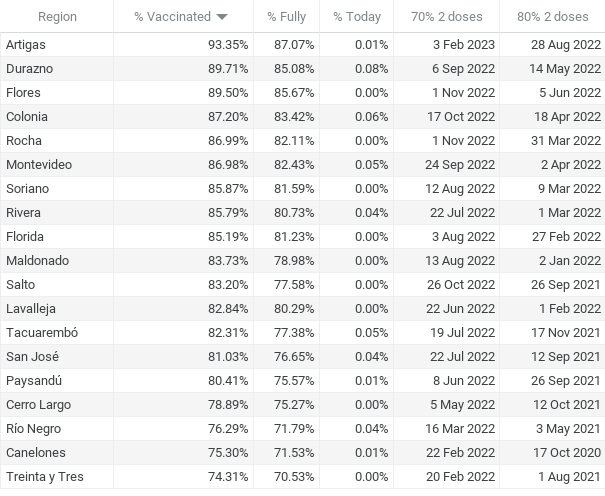 Region % Vaccinated % Fully % Today 70% 2 doses 80% 2 doses
Artigas 93.35% 87.07% 0.01% 3 Feb 2023 28 Aug 2022
Durazno 89.71% 85.08% 0.08% 6 Sep 2022 14 May 2022
Flores 89.50% 85.67% 0.00% 1 Nov 2022 5 Jun 2022
Colonia 87.20% 83.42% 0.06% 17 Oct 2022 18 Apr 2022
Rocha 86.99% 82.11% 0.00% 1 Nov 2022 31 Mar 2022
Montevideo 86.98% 82.43% 0.05% 24 Sep 2022 2 Apr 2022
Soriano 85.87% 81.59% 0.00% 12 Aug 2022 9 Mar 2022
Rivera 85.79% 80.73% 0.04% 22 Jul 2022 1 Mar 2022
Florida 85.19% 81.23% 0.00% 3 Aug 2022 27 Feb 2022
Maldonado 83.73% 78.98% 0.00% 13 Aug 2022 2 Jan 2022
Salto 83.20% 77.58% 0.00% 26 Oct 2022 26 Sep 2021
Lavalleja 82.84% 80.29% 0.00% 22 Jun 2022 1 Feb 2022
Tacuarembó 82.31% 77.38% 0.05% 19 Jul 2022 17 Nov 2021
San José 81.03% 76.65% 0.04% 22 Jul 2022 12 Sep 2021
Paysandú 80.41% 75.57% 0.01% 8 Jun 2022 26 Sep 2021
Cerro Largo 78.89% 75.27% 0.00% 5 May 2022 12 Oct 2021
Río Negro 76.29% 71.79% 0.04% 16 Mar 2022 3 May 2021
Canelones 75.30% 71.53% 0.01% 22 Feb 2022 17 Oct 2020
Treinta y Tres 74.31% 70.53% 0.00% 20 Feb 2022 1 Aug 2021